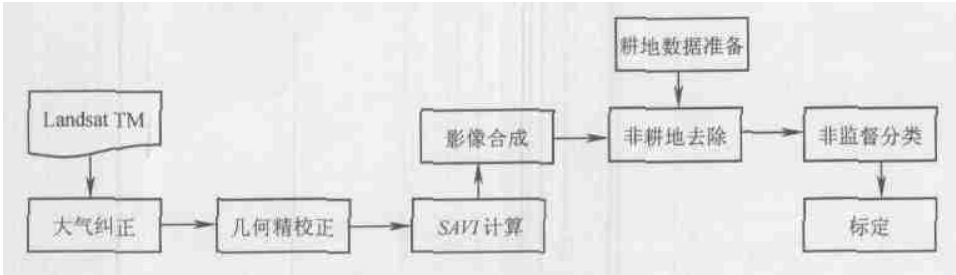 Landsat TM
大气纠正
几何精校正
SAVI计算
影像合成
耕地数据准备
非耕地去除
非监督分类
标定